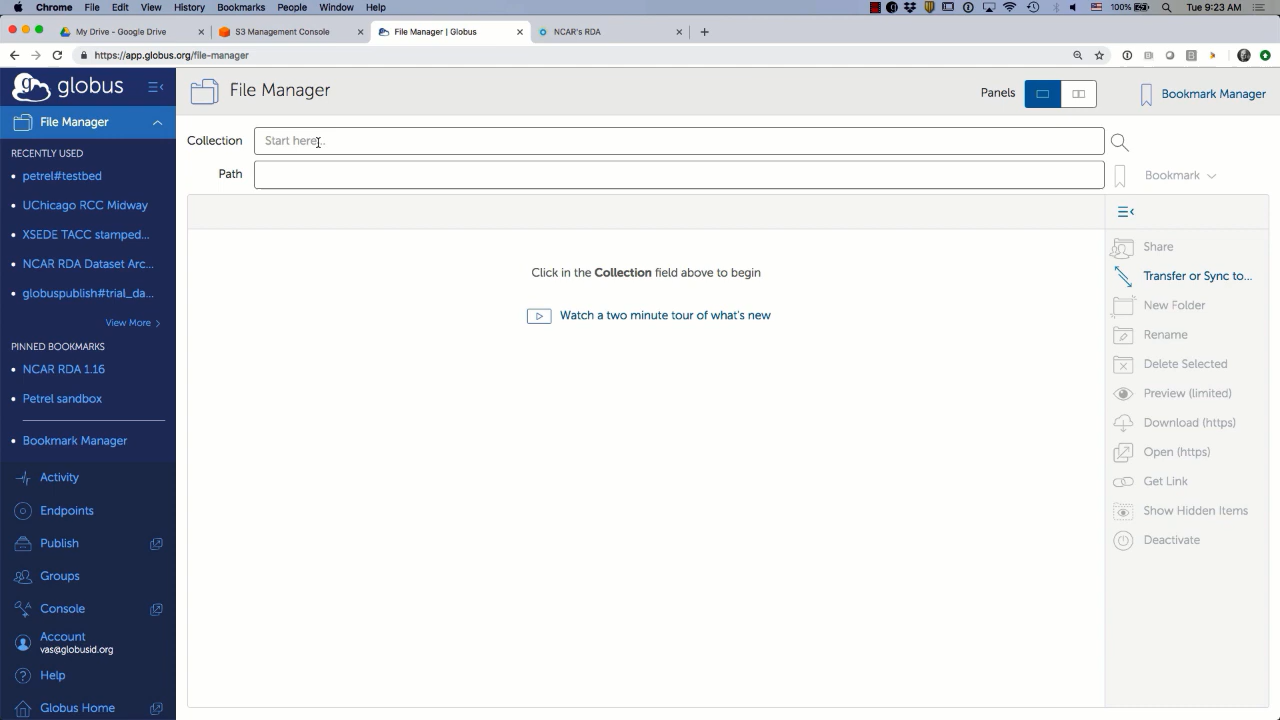 Chrome File Edit View History Bookmarks People Window Help 100% Tue 9:23 AM
My Drive - Google Drive S3 Management Console File Manager | Globus NCAR's RDA
https://app.globus.org/file-manager
globus
File Manager
RECENTLY USED
petrel#testbed
UChicago RCC Midway
XSEDE TACC stamped...
NCAR RDA Dataset Arc...
globuspublish#trial_da...
View More
PINNED BOOKMARKS
NCAR RDA 1.16
Petrel sandbox
Bookmark Manager
Activity
Endpoints
Publish
Groups
Console
Account
vas@globusid.org
Help
Globus Home
File Manager
Panels
Bookmark Manager
Collection Start here...
Path
Bookmark
Click in the Collection field above to begin
Watch a two minute tour of what's new
Share
Transfer or Sync to...
New Folder
Rename
Delete Selected
Preview (limited)
Download (https)
Open (https)
Get Link
Show Hidden Items
Deactivate